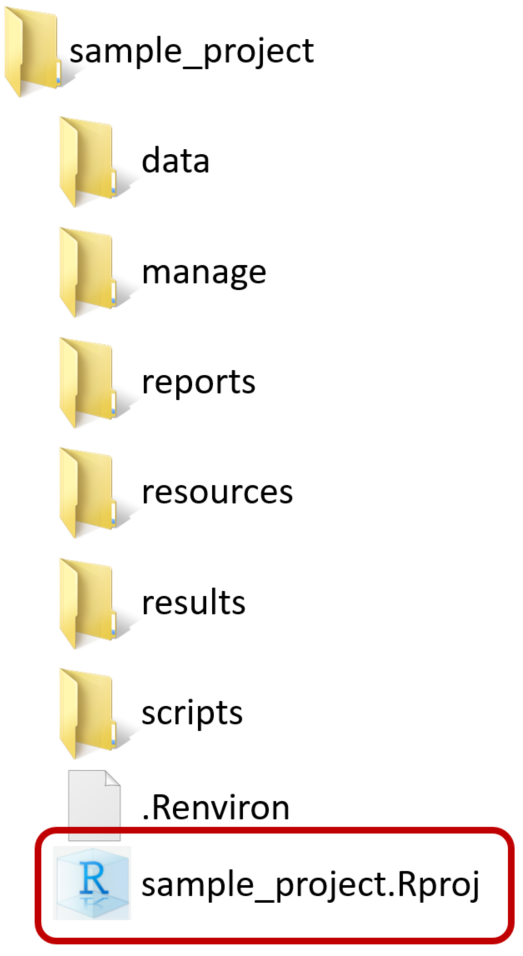 sample_project
data
manage
reports
resources
results
scripts
.Renviron
R
sample_project.Rproj